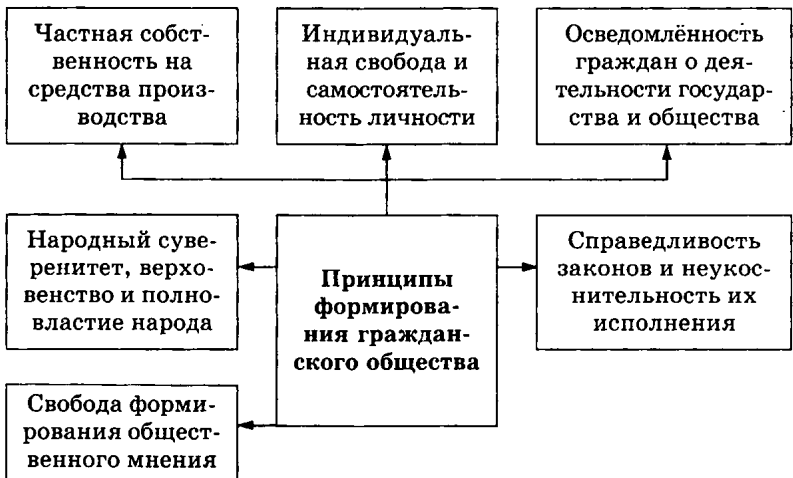 Частная собст-
венность на
средства произ-
водства
Индивидуаль-
ная свобода и
самостоятель-
ность личности
Осведомлённость
граждан о дея-
тельности государ-
ства и общества
Народный суве-
ренитет, верхо-
венство и полно-
властие народа
Принципы
формирова-
ния граждан-
ского общества
Справедливость
законов и неукос-
нительность их
исполнения
Свобода форми-
рования общест-
венного мнения